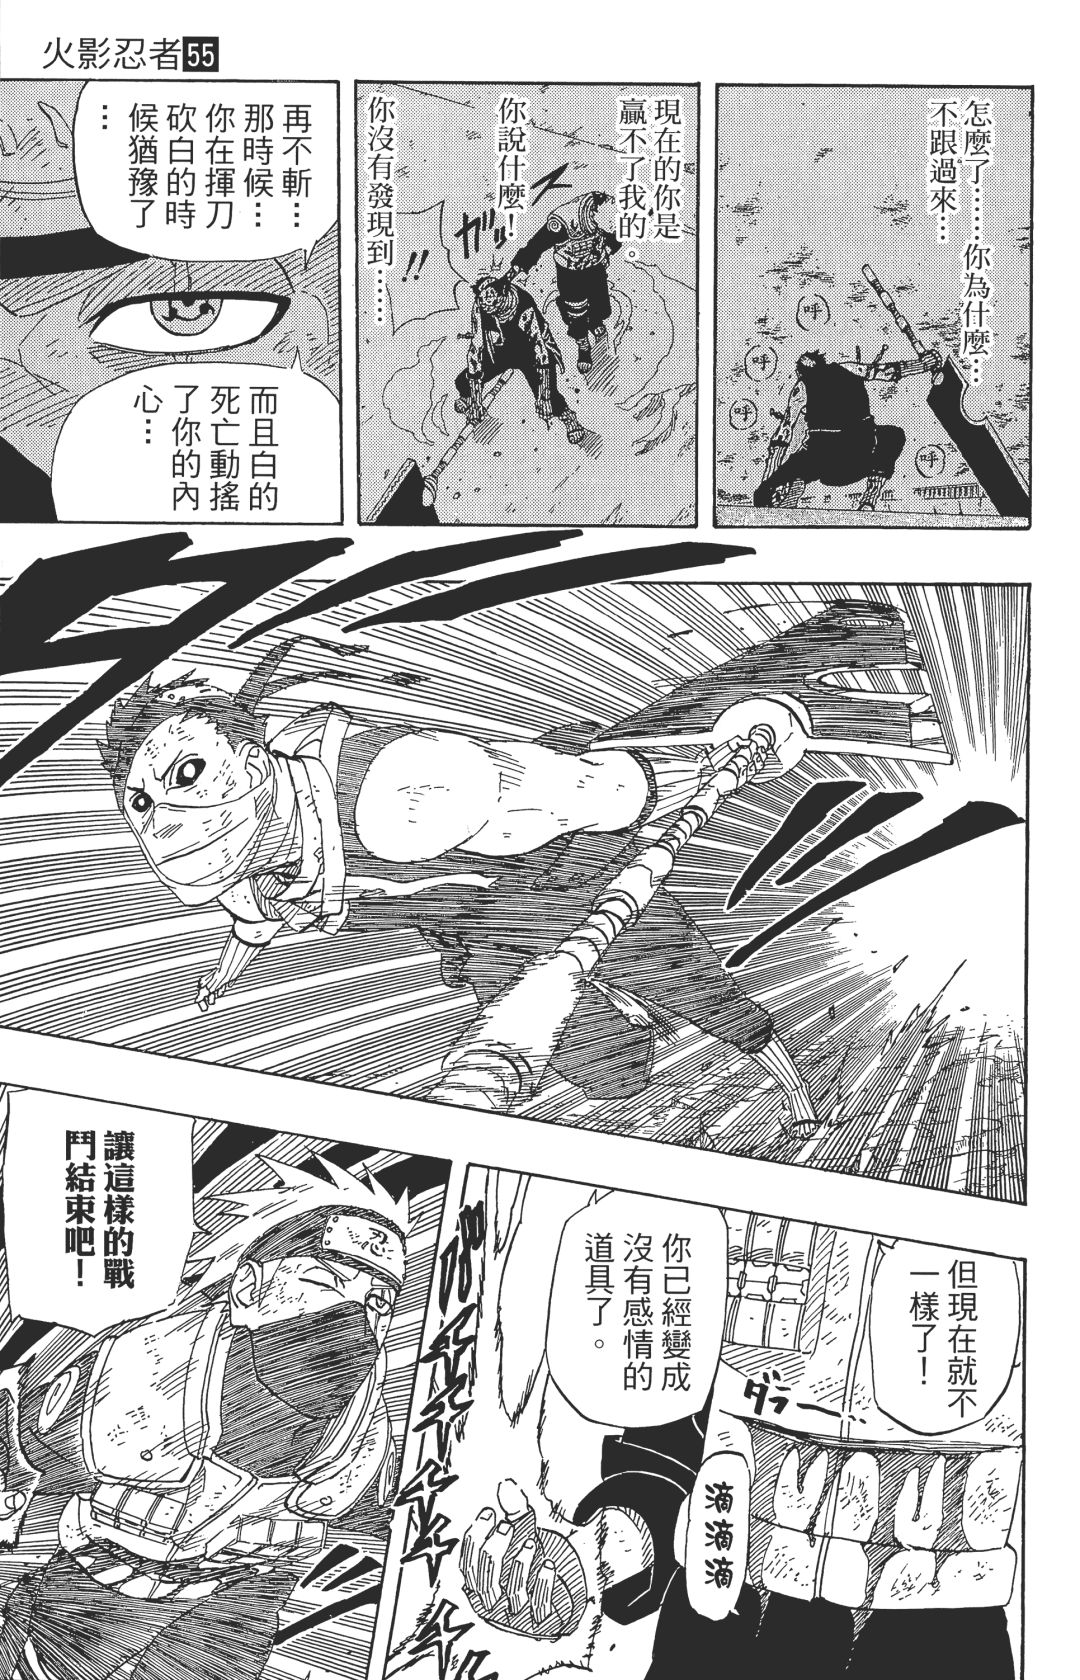 火影忍者55
怎麼了……你為什麼…
不跟過來…
呼
呼
呼
呼
現在的你是
贏不了我的。
你說什麼！
ガッ
!!
你沒有發現到……
再不斬…
那時候…
你在揮刀
砍白的時
候猶豫了
…
而且白的
死亡動搖
了你的內
心…
但現在就不
一樣了！
ダラー…
滴滴滴
你已經變成
沒有感情的
道具了。
讓這樣的戰
鬥結束吧！
忍